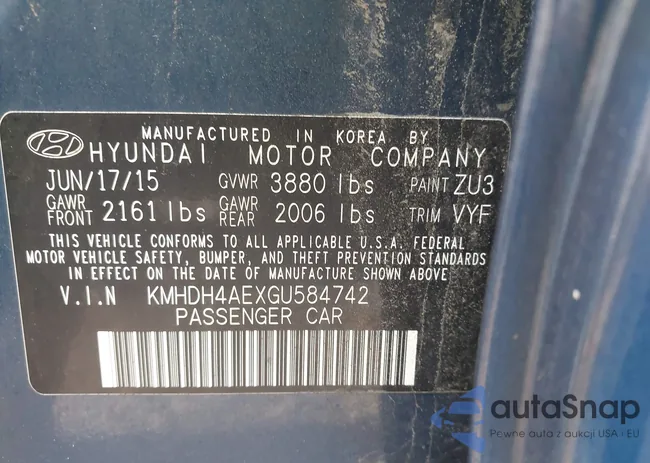 MANUFACTURED IN KOREA BY
HYUNDAI MOTOR COMPANY
JUN/17/15 GVWR 3880 lbs PAINT ZU3
GAWR FRONT 2161 lbs GAWR REAR 2006 lbs TRIM VYF
THIS VEHICLE CONFORMS TO ALL APPLICABLE U.S.A. FEDERAL
MOTOR VEHICLE SAFETY, BUMPER, AND THEFT PREVENTION STANDARDS
IN EFFECT ON THE DATE OF MANUFACTURE SHOWN ABOVE
V.I.N KMHDH4AEXGU584742
PASSENGER CAR
autaSnap
Pewne auta z aukcji USA i EU